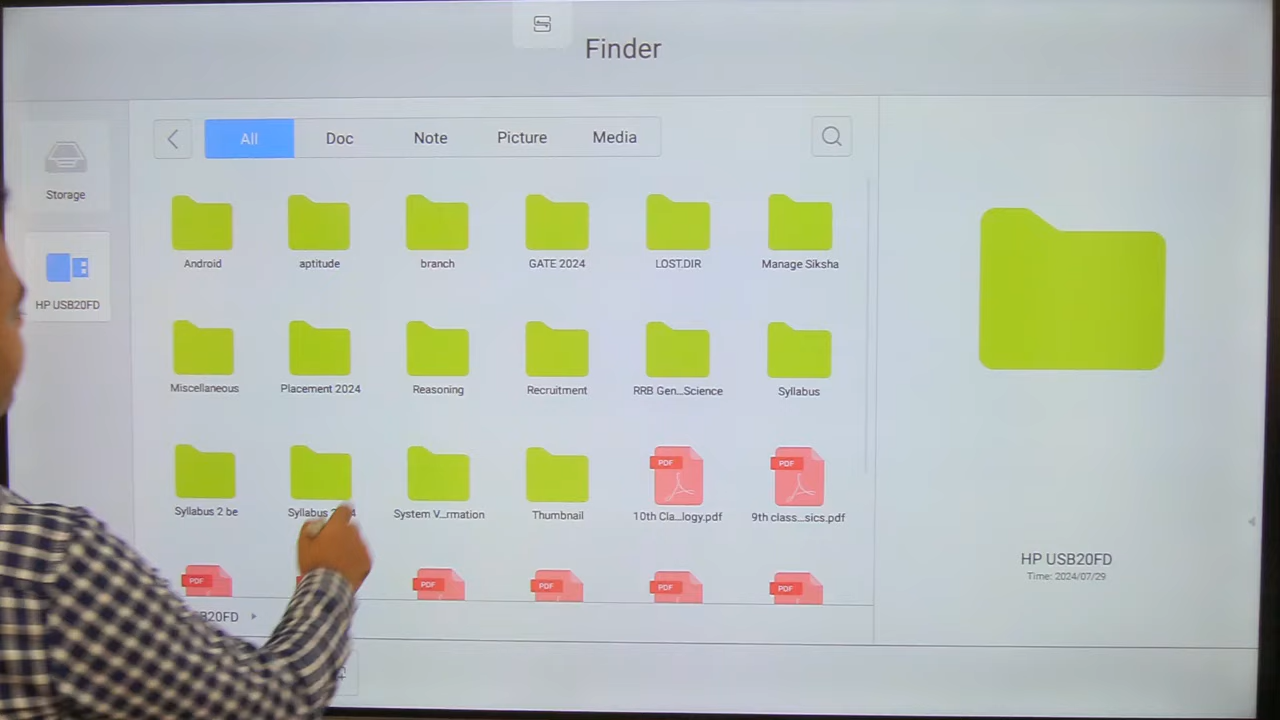 Finder
All Doc Note Picture Media
Storage
HP USB20FD
Android aptitude branch GATE 2024 LOST.DIR Manage Siksha
Miscellaneous Placement 2024 Reasoning Recruitment RRB Gen...Science Syllabus
Syllabus 2 be Syllabus System V...rmation Thumbnail 10th Cla...logy.pdf 9th class...sics.pdf
PDF PDF
PDF PDF PDF PDF PDF
HP USB20FD
Time: 2024/07/29
B20FD